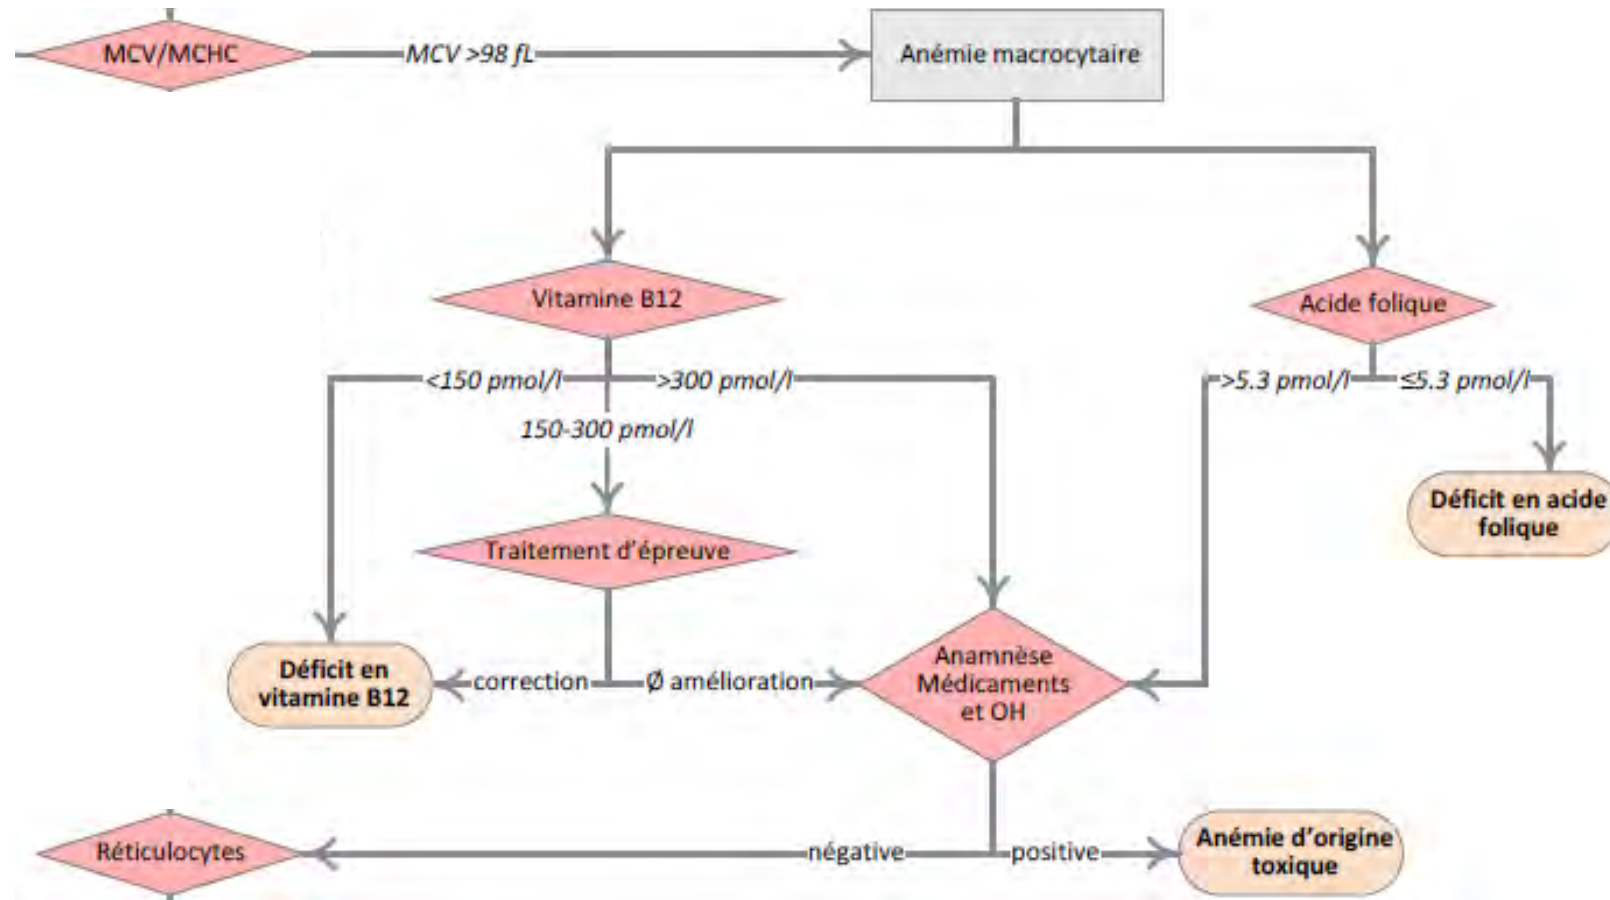 MCV/MCHC
MCV >98 fL
Anémie macrocytaire
Vitamine B12
Acide folique
<150 pmol/l
>300 pmol/l
>5.3 pmol/l
≤5.3 pmol/l
150-300 pmol/l
Déficit en acide
folique
Traitement d'épreuve
Déficit en
vitamine B12
correction
Ø amélioration
Anamnèse
Médicaments
et OH
Réticulocytes
négative
positive
Anémie d'origine
toxique